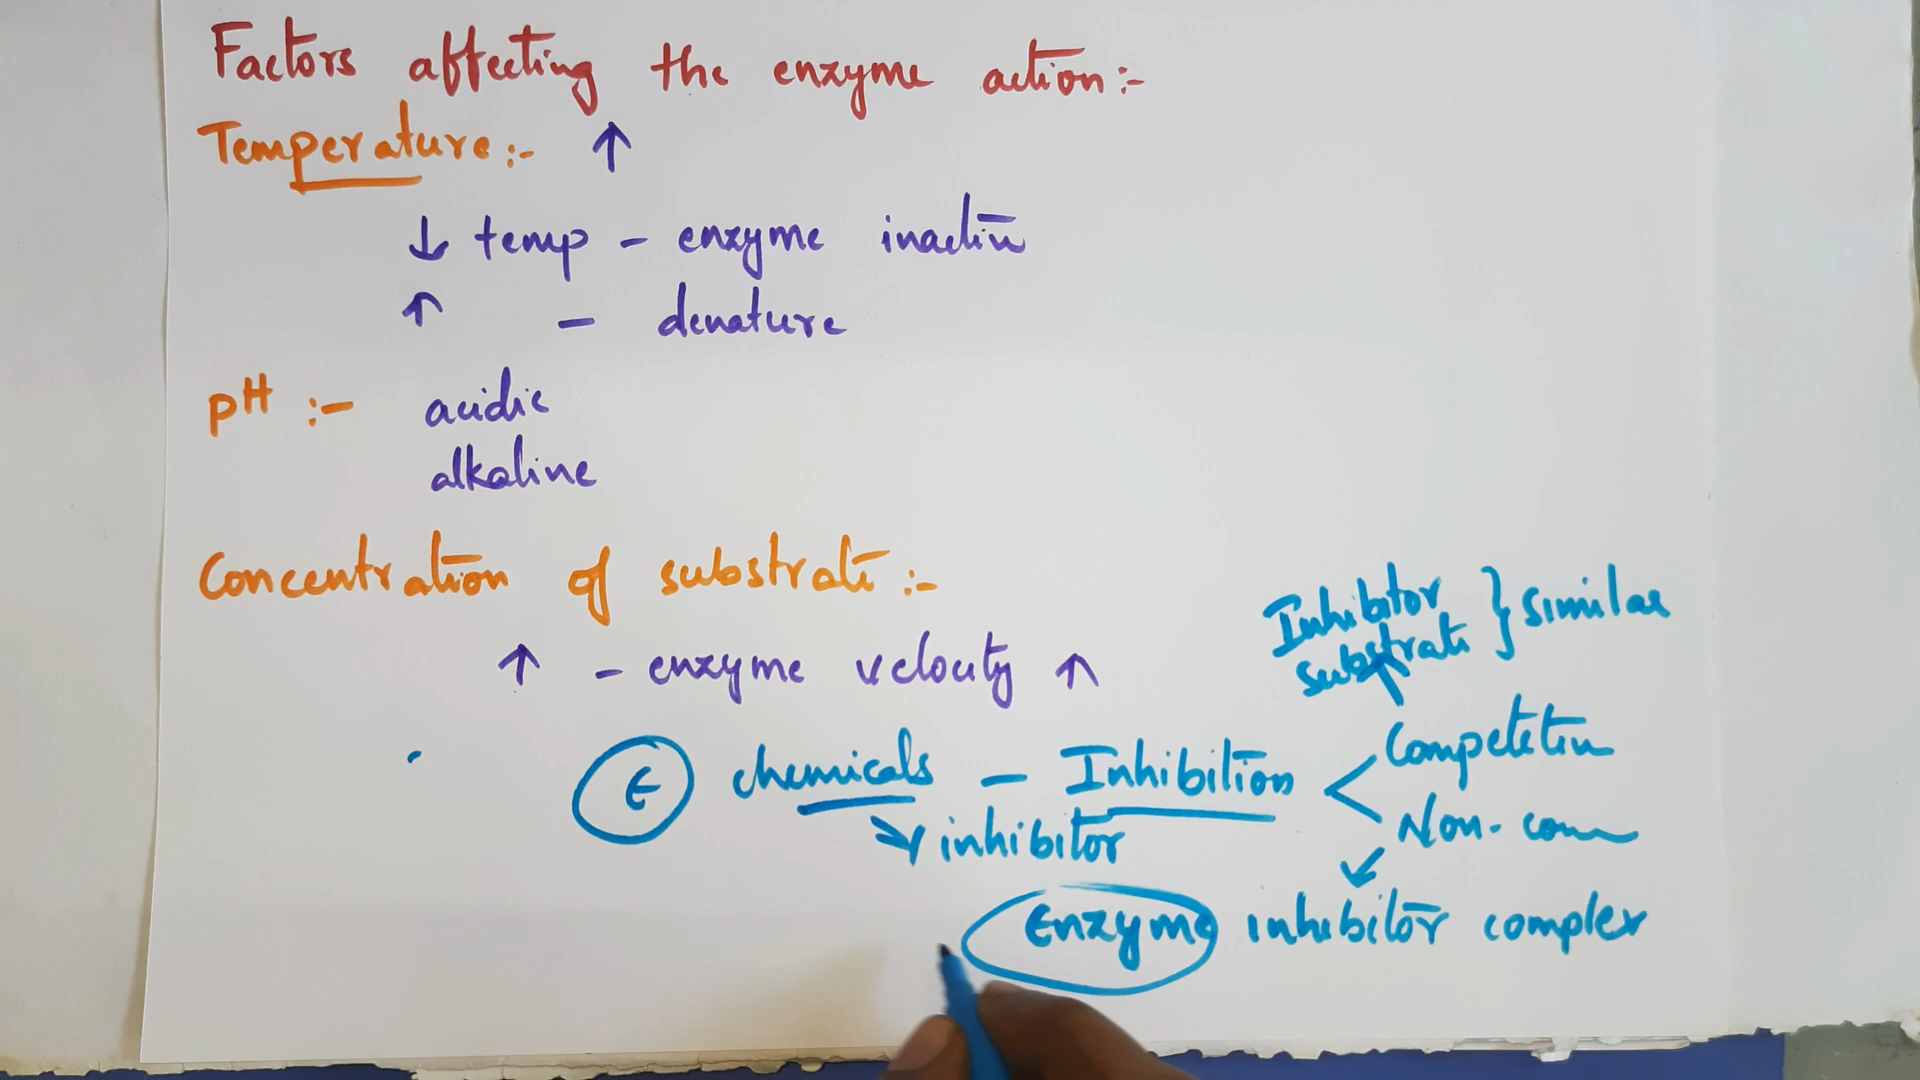 Factors affecting the enzyme action:-
Temperature:- ↑
↓ temp - enzyme inactive
↑ - denature
pH :- acidic
alkaline
Concentration of substrate:-
↑ - enzyme velocity ↑
Inhibitor
substrate } similar
E chemicals - Inhibition < Competitive
Non-com
inhibitor
Enzyme inhibitor complex